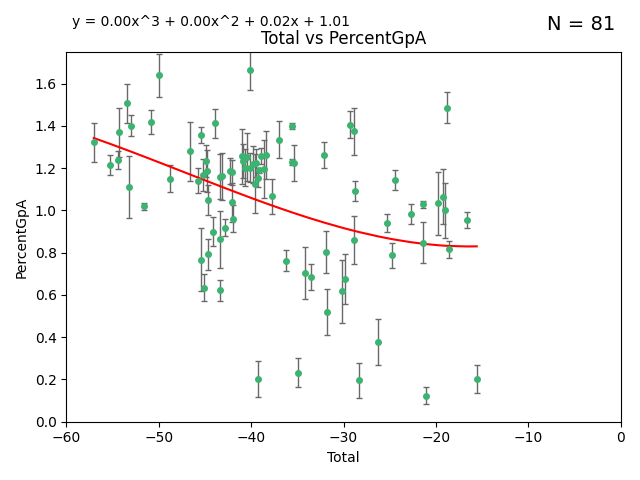 y = 0.00x^3 + 0.00x^2 + 0.02x + 1.01
N = 81
Total vs PercentGpA
PercentGpA
1.6
1.4
1.2
1.0
0.8
0.6
0.4
0.2
0.0
−60 −50 −40 −30 −20 −10 0
Total